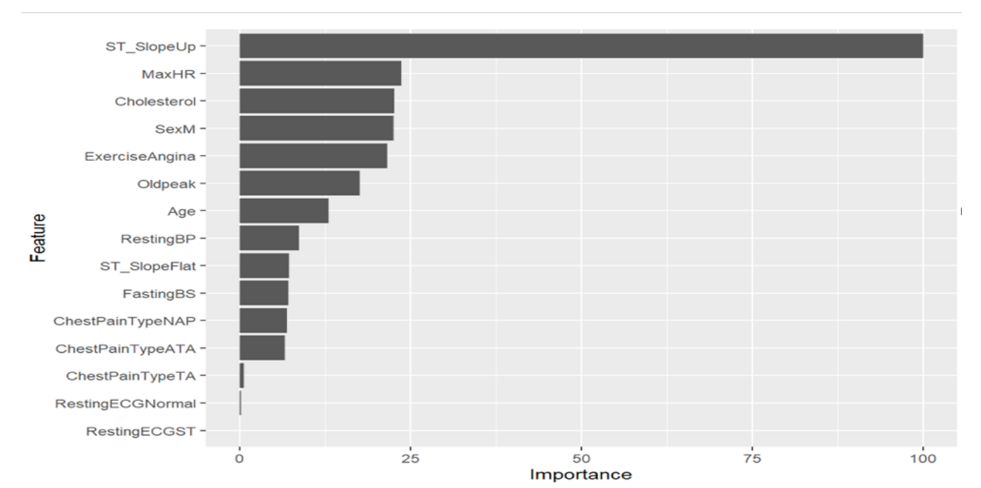 ST_SlopeUp
MaxHR
Cholesterol
SexM
ExerciseAngina
Oldpeak
Age
RestingBP
ST_SlopeFlat
FastingBS
ChestPainTypeNAP
ChestPainTypeATA
ChestPainTypeTA
RestingECGNormal
RestingECGST
Feature
0 25 50 75 100
Importance